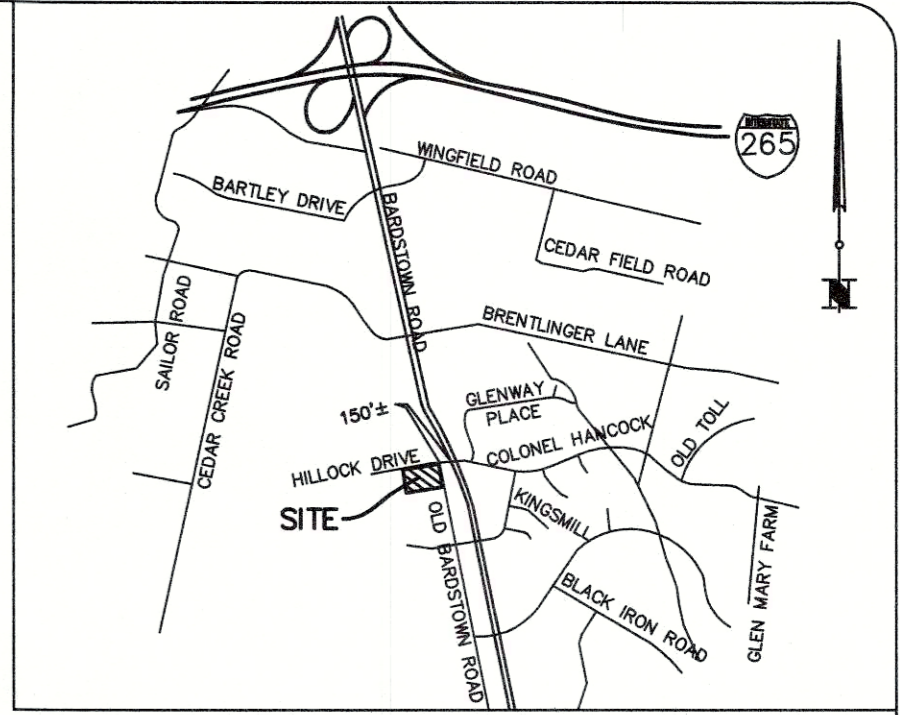 INTERSTATE
265
WINGFIELD ROAD
BARTLEY DRIVE
BARDSTOWN ROAD
CEDAR FIELD ROAD
N
SAILOR ROAD
CEDAR CREEK ROAD
BRENTLINGER LANE
150'±
GLENWAY
PLACE
COLONEL HANCOCK
OLD TOLL
HILLOCK DRIVE
SITE
KINGSMILL
OLD BARDSTOWN ROAD
BLACK IRON ROAD
GLEN MARY FARM